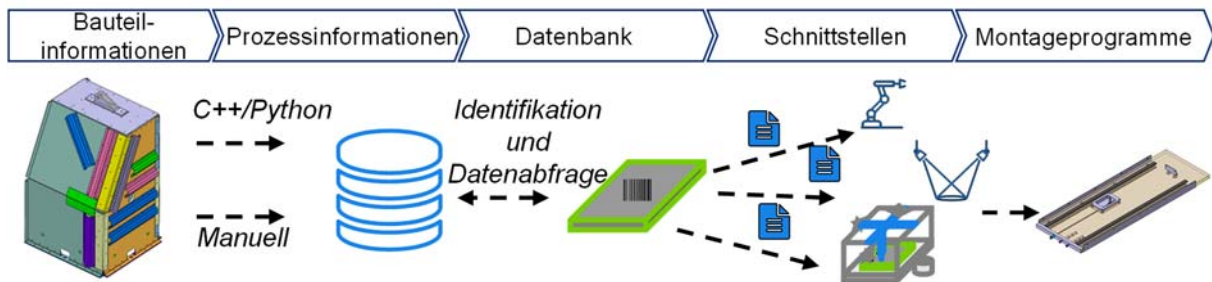 Bauteil-
informationen
Prozessinformationen
Datenbank
Schnittstellen
Montageprogramme
C++/Python
Manuell
Identifikation
und
Datenabfrage